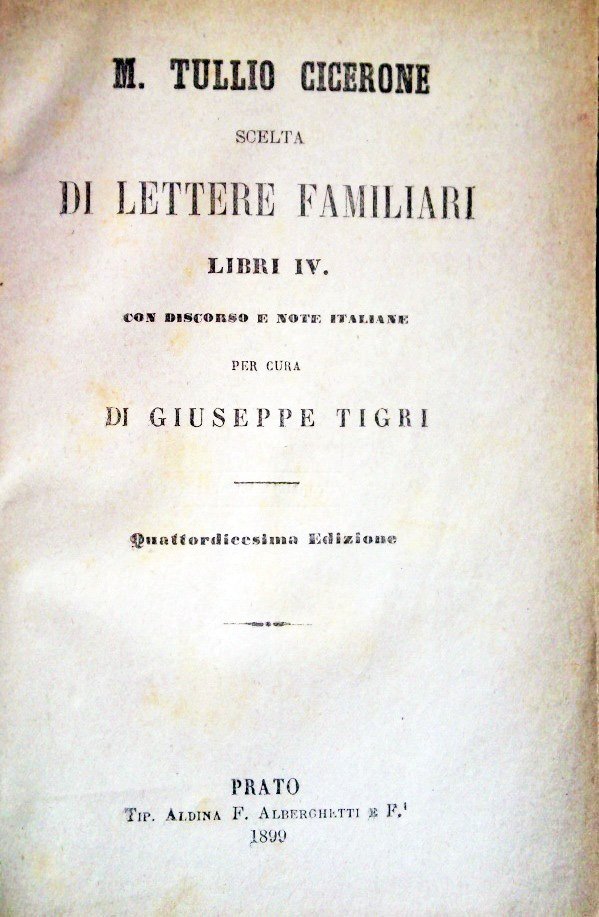 M. TULLIO CICERONE
SCELTA
DI LETTERE FAMILIARI
LIBRI IV.
CON DISCORSO E NOTE ITALIANE
PER CURA
DI GIUSEPPE TIGRI
Quattordicesima Edizione
PRATO
TIP. ALDINA F. ALBERGHETTI E F.i
1899